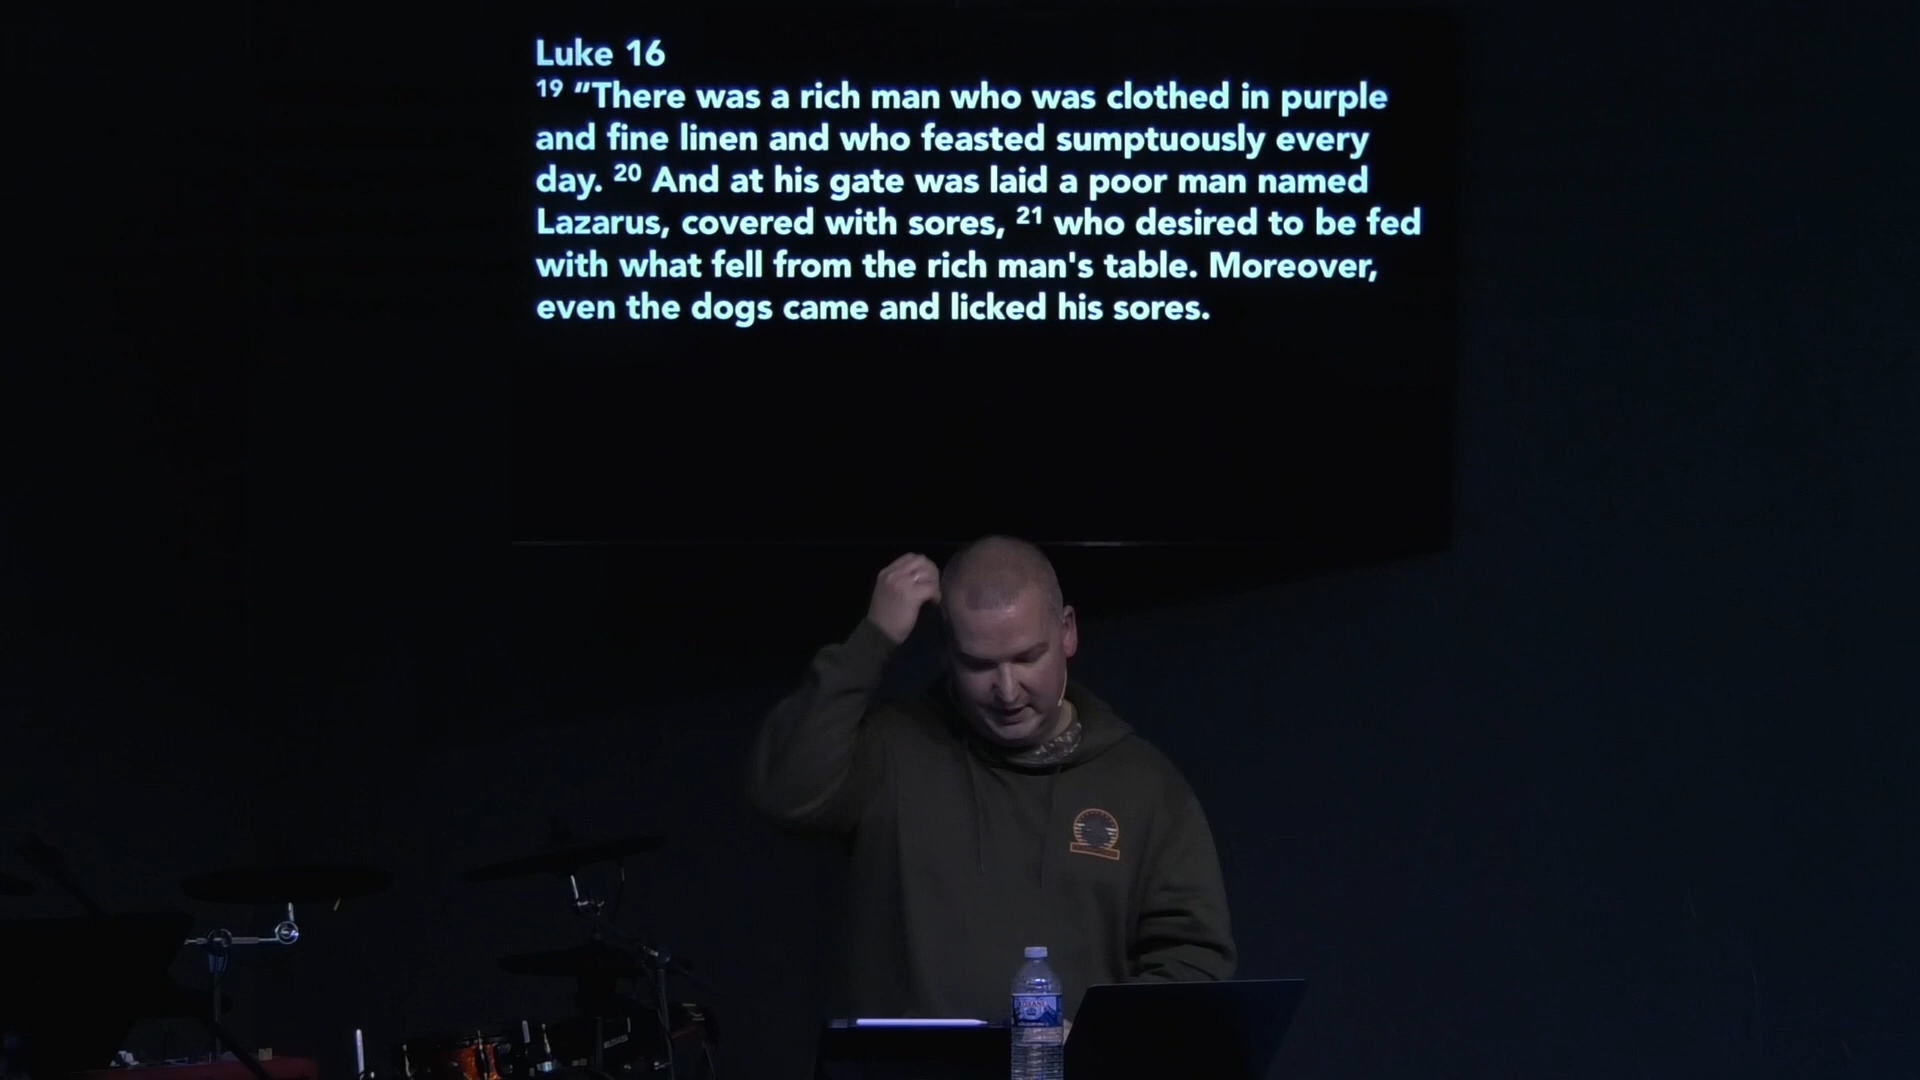 Luke 16
19 “There was a rich man who was clothed in purple
and fine linen and who feasted sumptuously every
day. 20 And at his gate was laid a poor man named
Lazarus, covered with sores, 21 who desired to be fed
with what fell from the rich man's table. Moreover,
even the dogs came and licked his sores.